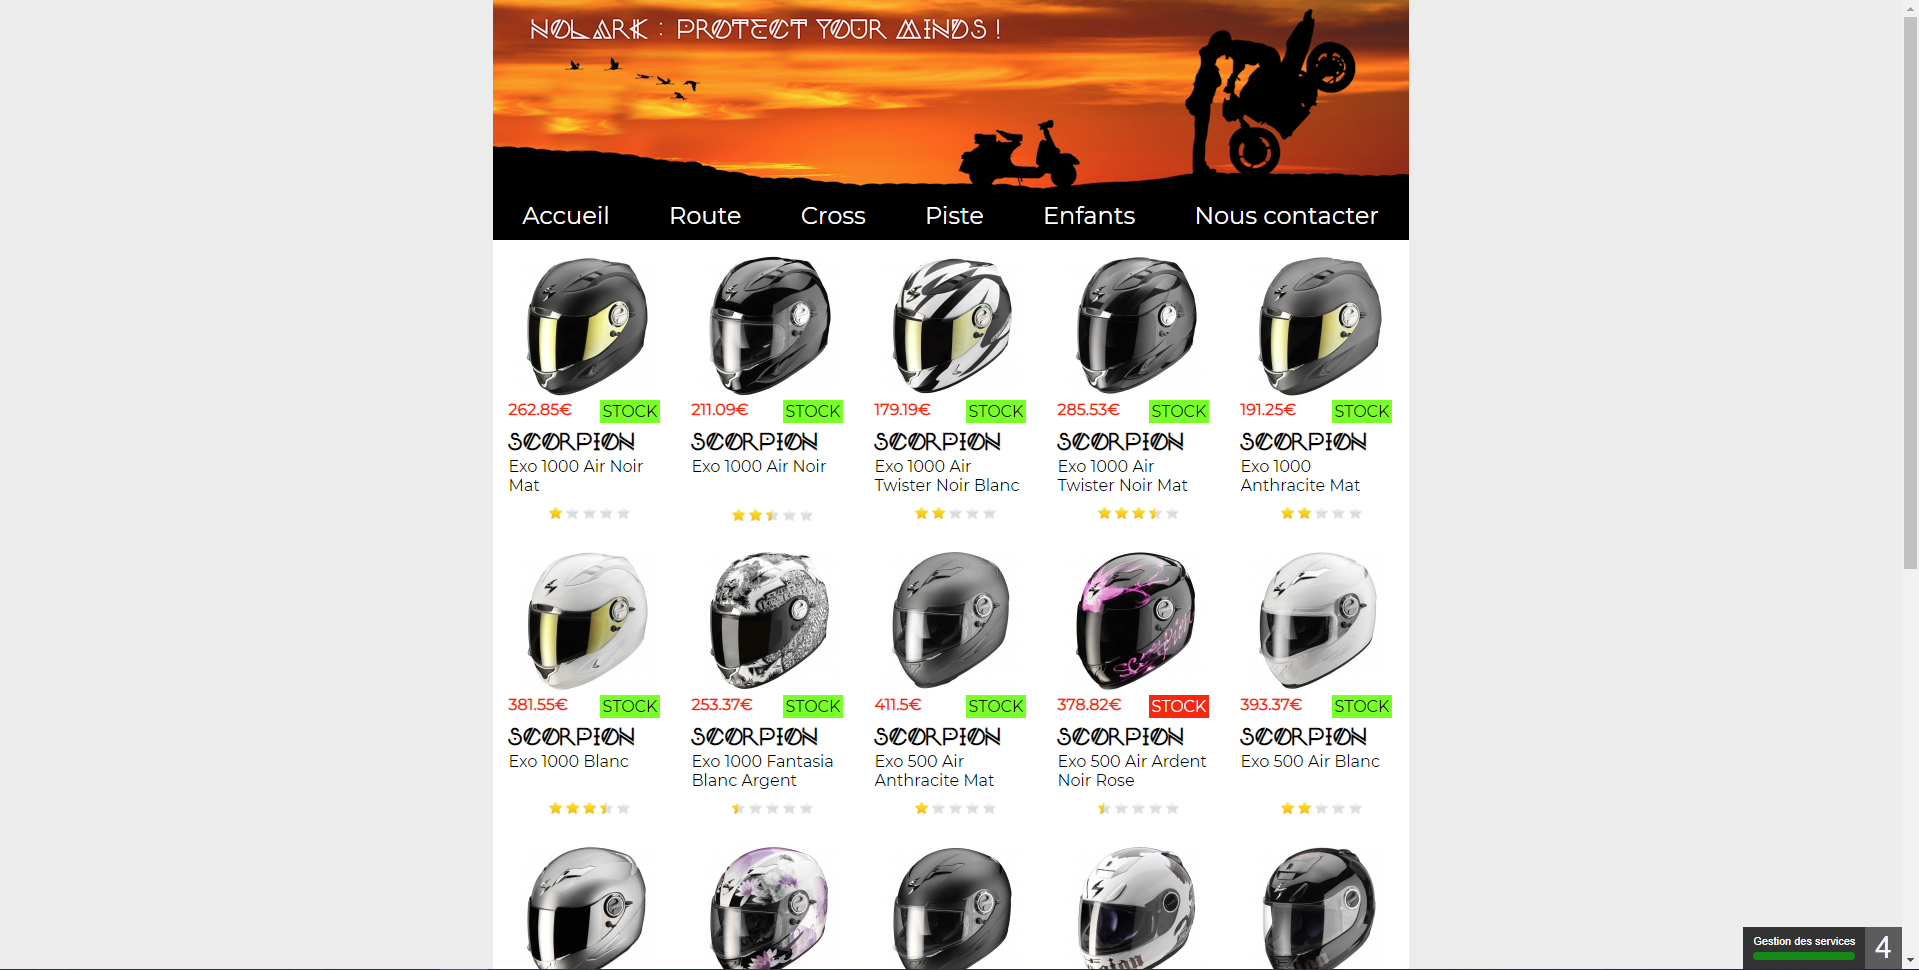 NOLARK : PROTECT YOUR MINDS !
Accueil Route Cross Piste Enfants Nous contacter
262.85€ STOCK 211.09€ STOCK 179.19€ STOCK 285.53€ STOCK 191.25€ STOCK
SCORPION SCORPION SCORPION SCORPION SCORPION
Exo 1000 Air Noir Exo 1000 Air Noir Exo 1000 Air Exo 1000 Air Exo 1000
Mat Twister Noir Blanc Twister Noir Mat Anthracite Mat
381.55€ STOCK 253.37€ STOCK 411.5€ STOCK 378.82€ STOCK 393.37€ STOCK
SCORPION SCORPION SCORPION SCORPION SCORPION
Exo 1000 Blanc Exo 1000 Fantasia Exo 500 Air Exo 500 Air Ardent Exo 500 Air Blanc
Blanc Argent Anthracite Mat Noir Rose
Gestion des services 4